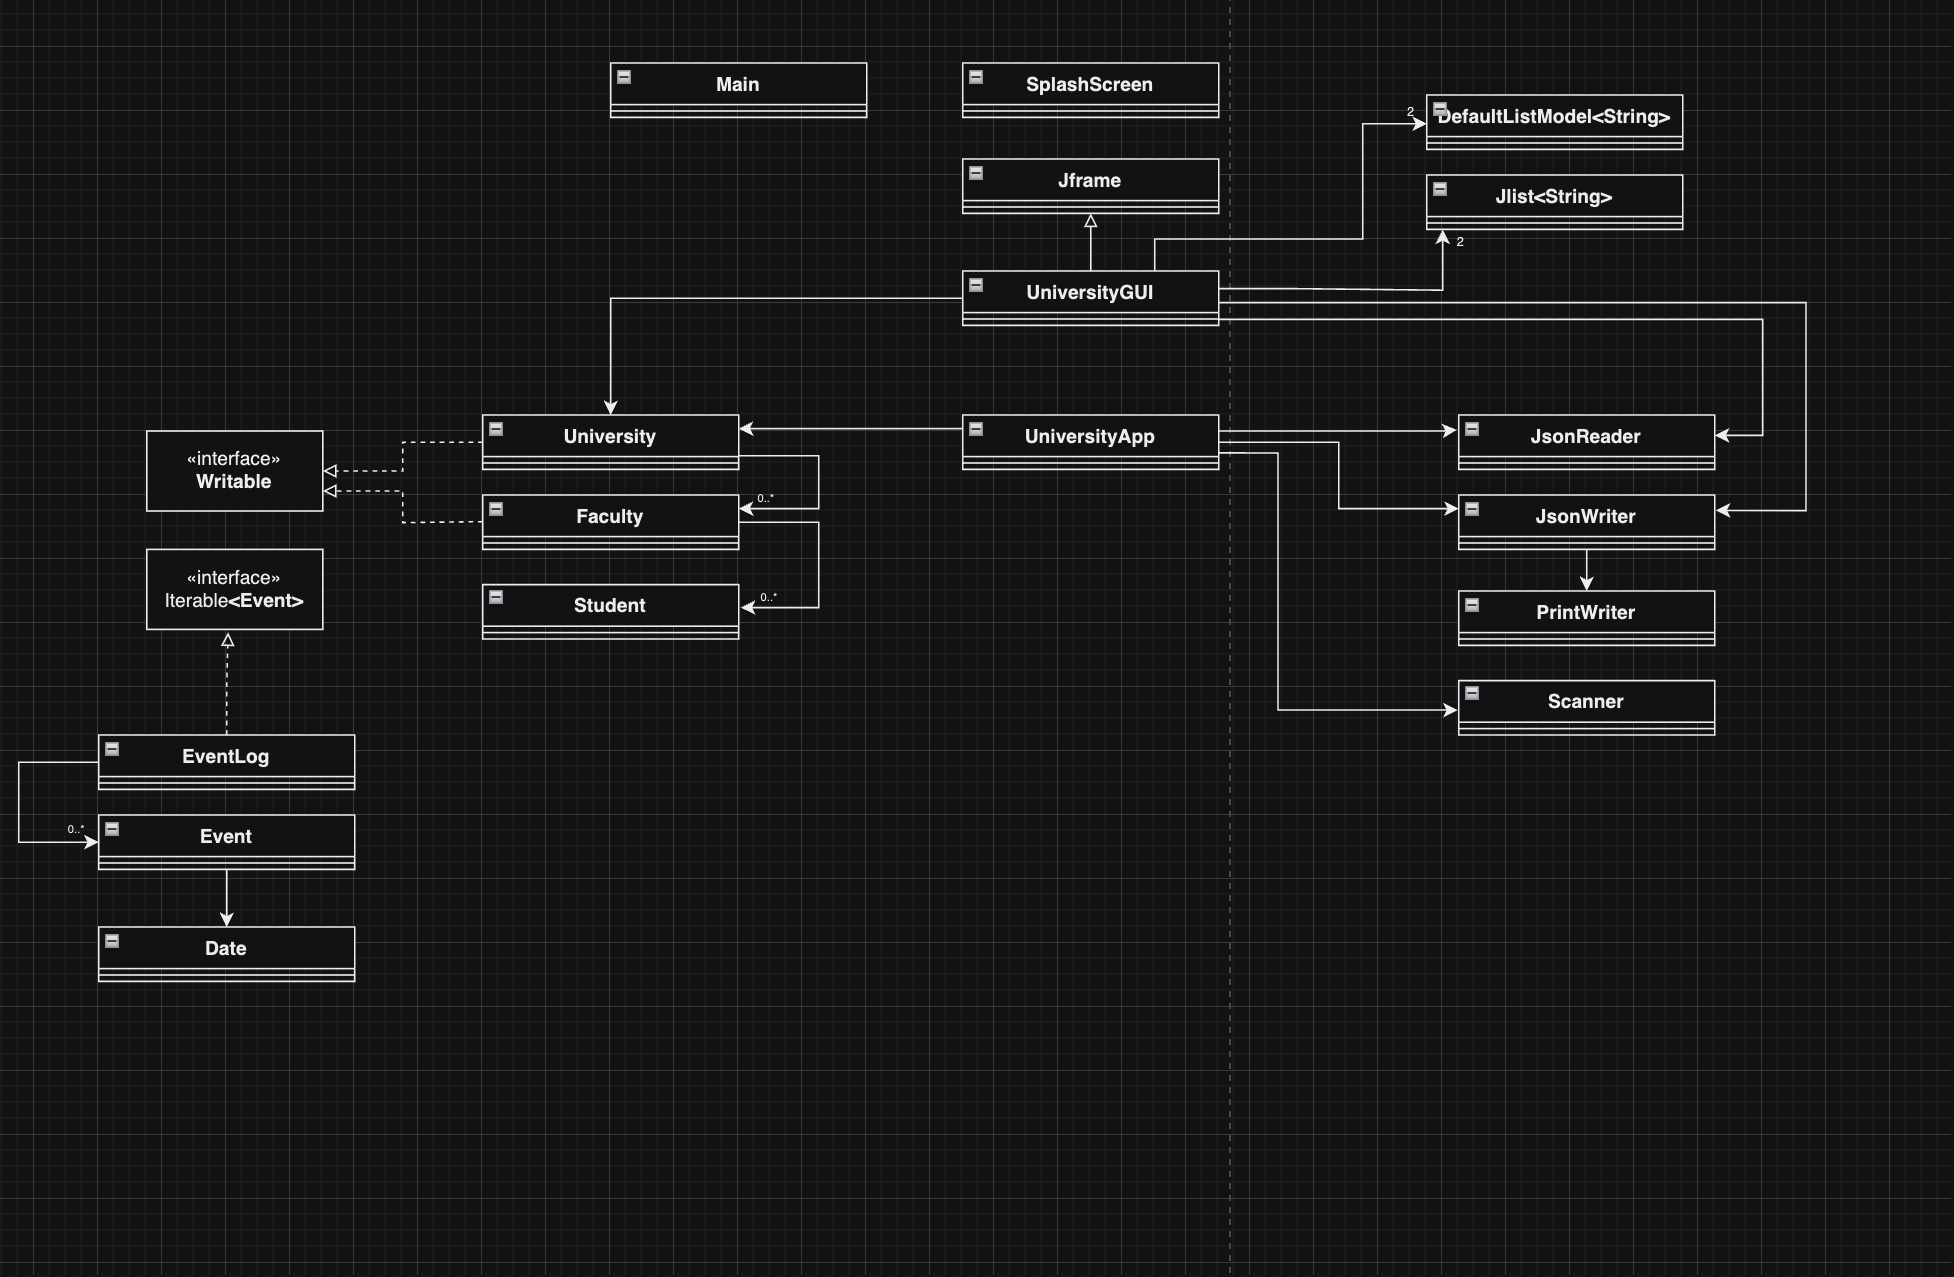 Main
SplashScreen
DefaultListModel<String>
2
Jframe
Jlist<String>
2
UniversityGUI
University
UniversityApp
JsonReader
«interface»
Writable
0..*
Faculty
JsonWriter
«interface»
Iterable<Event>
0..*
Student
PrintWriter
Scanner
EventLog
0..*
Event
Date